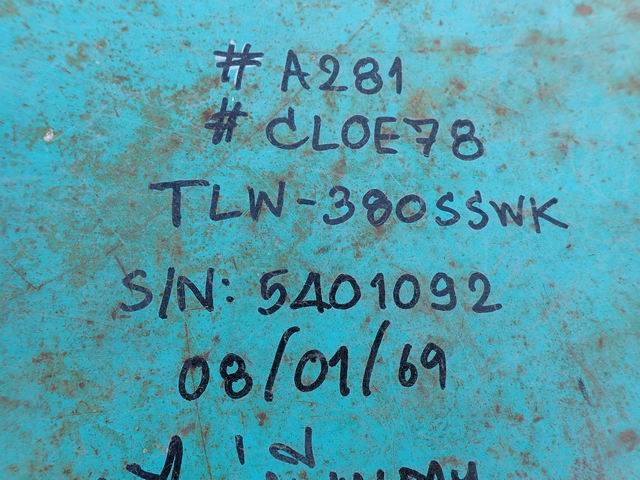 # A281
# CLOE78
TLW-380SSWK
S/N: 5401092
08/01/69